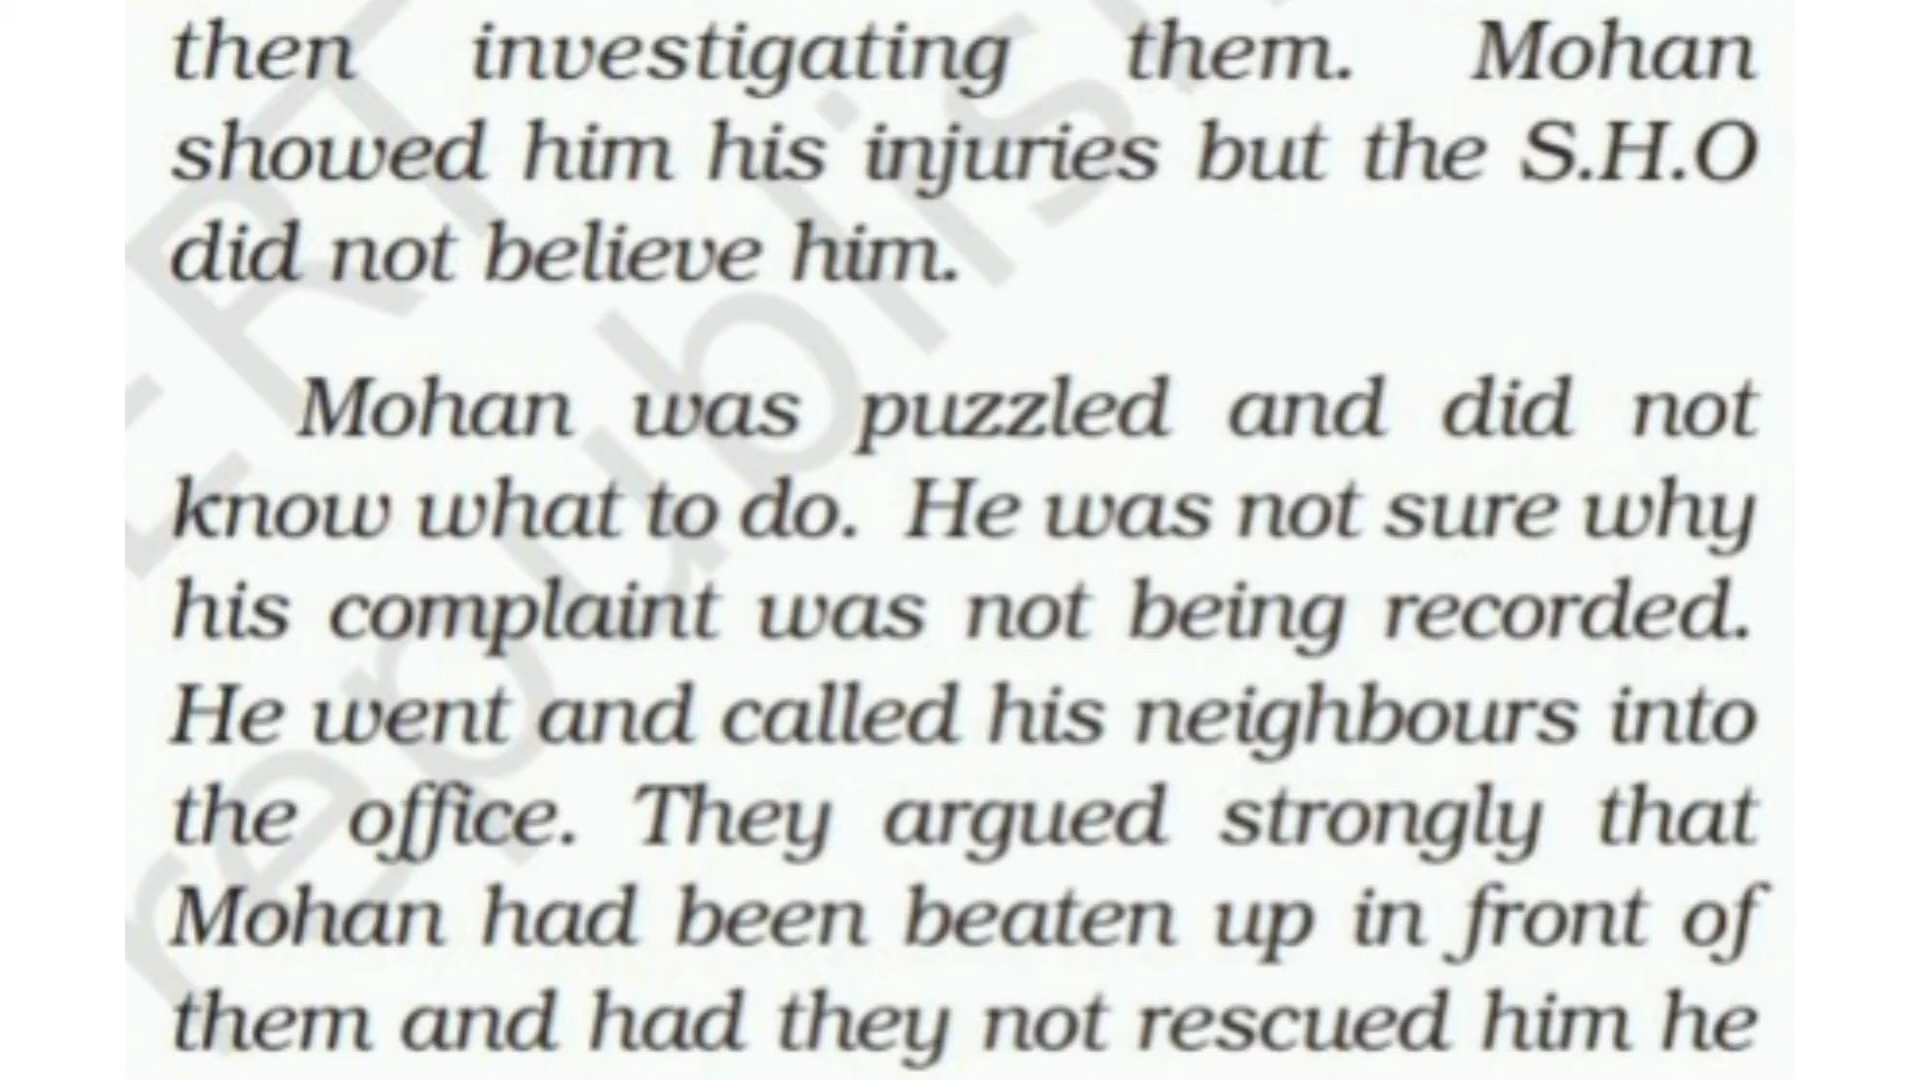 then investigating them. Mohan
showed him his injuries but the S.H.O
did not believe him.
Mohan was puzzled and did not
know what to do. He was not sure why
his complaint was not being recorded.
He went and called his neighbours into
the office. They argued strongly that
Mohan had been beaten up in front of
them and had they not rescued him he